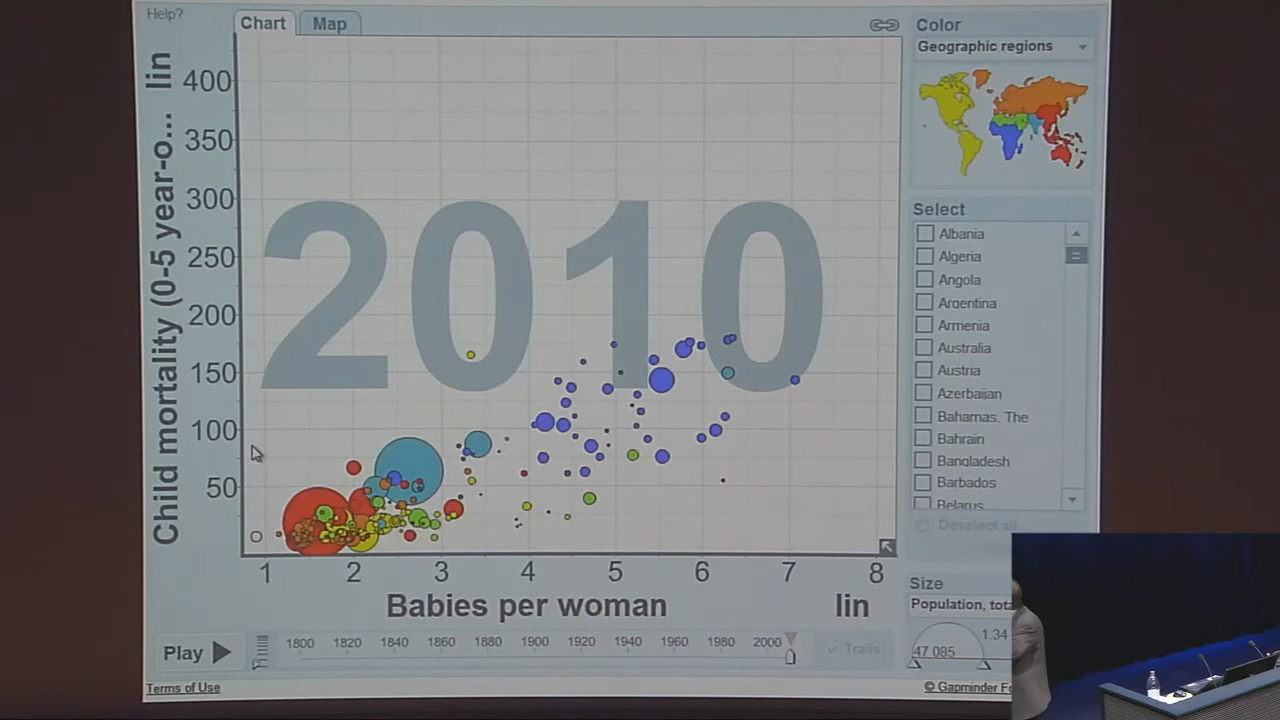 Help?
Chart
Map
Color
Geographic regions
Child mortality (0-5 year-o... lin
400
350
300
250
200
150
100
50
2010
1 2 3 4 5 6 7 8
Babies per woman
lin
Select
Albania
Algeria
Angola
Argentina
Armenia
Australia
Austria
Azerbaijan
Bahamas, The
Bahrain
Bangladesh
Barbados
Belarus
Deselect all
Size
Population, tota
1.34
47 085
Play
1800 1820 1840 1860 1880 1900 1920 1940 1960 1980 2000
Trails
Terms of Use
© Gapminder Fo